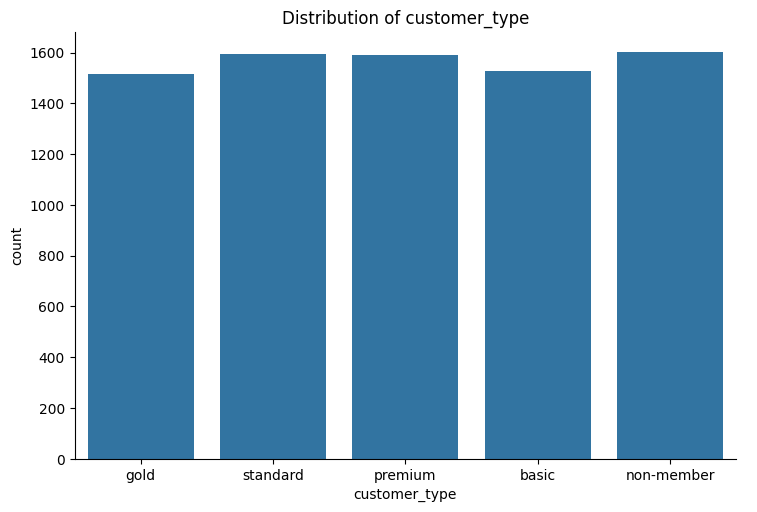 Distribution of customer_type
1600
1400
1200
1000
800
600
400
200
0
count
gold standard premium basic non-member
customer_type